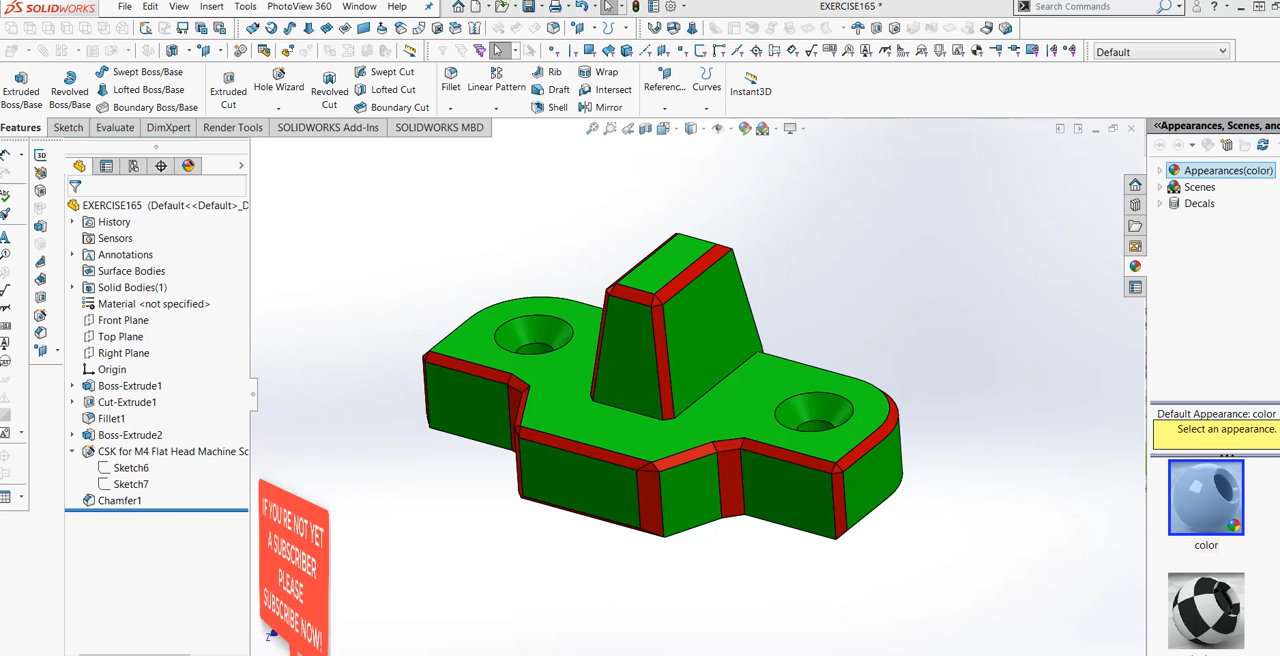 SOLIDWORKS File Edit View Insert Tools PhotoView 360 Window Help EXERCISE165 * Search Commands
Default
Extruded Boss/Base
Revolved Boss/Base
Swept Boss/Base
Lofted Boss/Base
Boundary Boss/Base
Extruded Cut
Hole Wizard
Revolved Cut
Swept Cut
Lofted Cut
Boundary Cut
Fillet
Linear Pattern
Rib
Draft
Shell
Wrap
Intersect
Mirror
Referenc...
Curves
Instant3D
Features Sketch Evaluate DimXpert Render Tools SOLIDWORKS Add-Ins SOLIDWORKS MBD
<<Appearances, Scenes, and
Appearances(color)
Scenes
Decals
EXERCISE165 (Default<<Default>_D
History
Sensors
Annotations
Surface Bodies
Solid Bodies(1)
Material <not specified>
Front Plane
Top Plane
Right Plane
Origin
Boss-Extrude1
Cut-Extrude1
Fillet1
Boss-Extrude2
CSK for M4 Flat Head Machine Sc
Sketch6
Sketch7
Chamfer1
IF YOU'RE NOT YET
A SUBSCRIBER
PLEASE
SUBSCRIBE NOW!
Z
Default Appearance: color
Select an appearance.
color